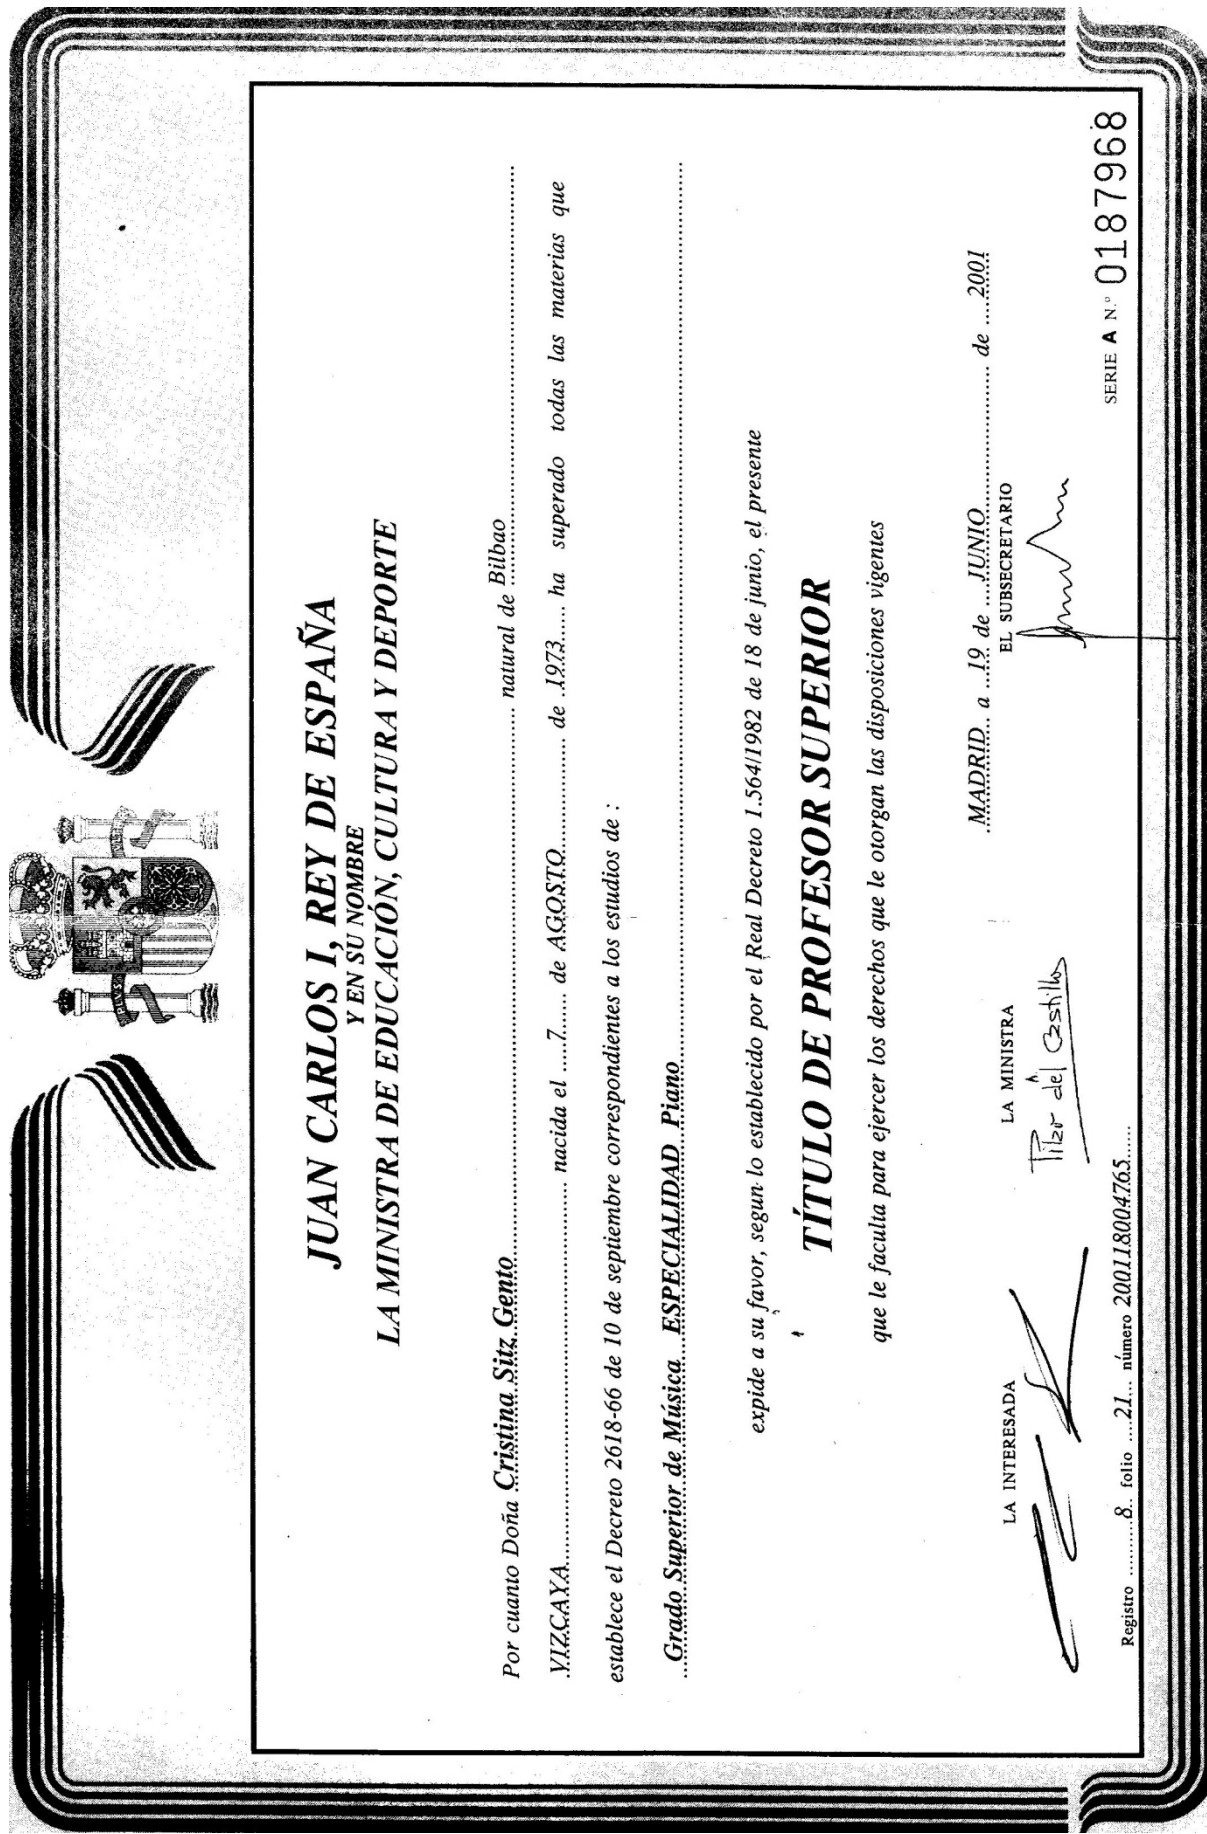 JUAN CARLOS I, REY DE ESPAÑA
Y EN SU NOMBRE
LA MINISTRA DE EDUCACIÓN, CULTURA Y DEPORTE
Por cuanto Doña Cristina Sitz Gento natural de Bilbao
VIZCAYA nacida el 7 de AGOSTO de 1973 ha superado todas las materias que
establece el Decreto 2618-66 de 10 de septiembre correspondientes a los estudios de :
Grado Superior de Música ESPECIALIDAD Piano
expide a su favor, segun lo establecido por el Real Decreto 1.564/1982 de 18 de junio, el presente
TÍTULO DE PROFESOR SUPERIOR
que le faculta para ejercer los derechos que le otorgan las disposiciones vigentes
MADRID a 19 de JUNIO de 2001
LA INTERESADA LA MINISTRA EL SUBSECRETARIO
Pilar del Castillo
Registro 8 folio 21 número 2001180004765
SERIE A N.º 0187968